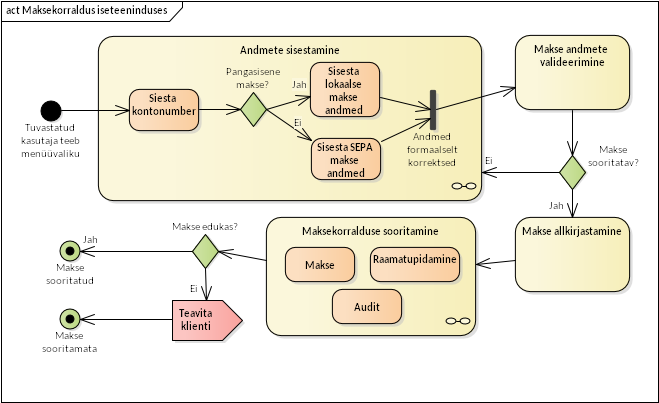 act Maksekorraldus iseteeninduses
Andmete sisestamine
Siesta
kontonumber
Pangasisene
makse?
Jah
Ei
Sisesta
lokaalse
makse
andmed
Sisesta SEPA
makse
andmed
Andmed
formaalselt
korrektsed
Tuvastatud
kasutaja teeb
menüüvaliku
Makse andmete
valideerimine
Makse
sooritatav?
Ei
Jah
Makse allkirjastamine
Maksekorralduse sooritamine
Makse
Raamatupidamine
Audit
Makse edukas?
Jah
Ei
Makse
sooritatud
Teavita
klienti
Makse
sooritamata